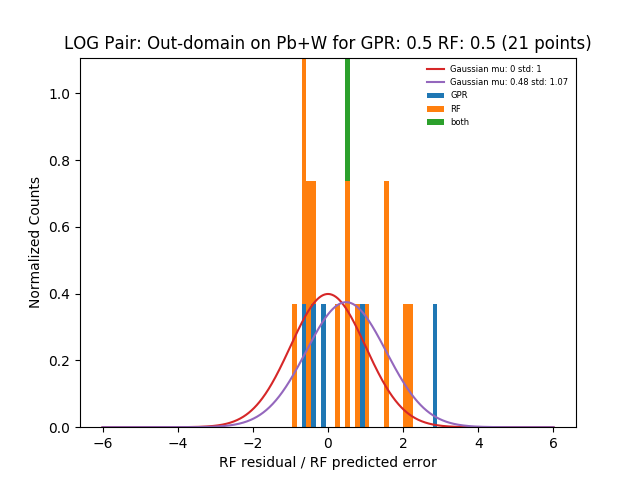 LOG Pair: Out-domain on Pb+W for GPR: 0.5 RF: 0.5 (21 points)
Gaussian mu: 0 std: 1
Gaussian mu: 0.48 std: 1.07
GPR
RF
both
Normalized Counts
1.0
0.8
0.6
0.4
0.2
0.0
−6 −4 −2 0 2 4 6
RF residual / RF predicted error